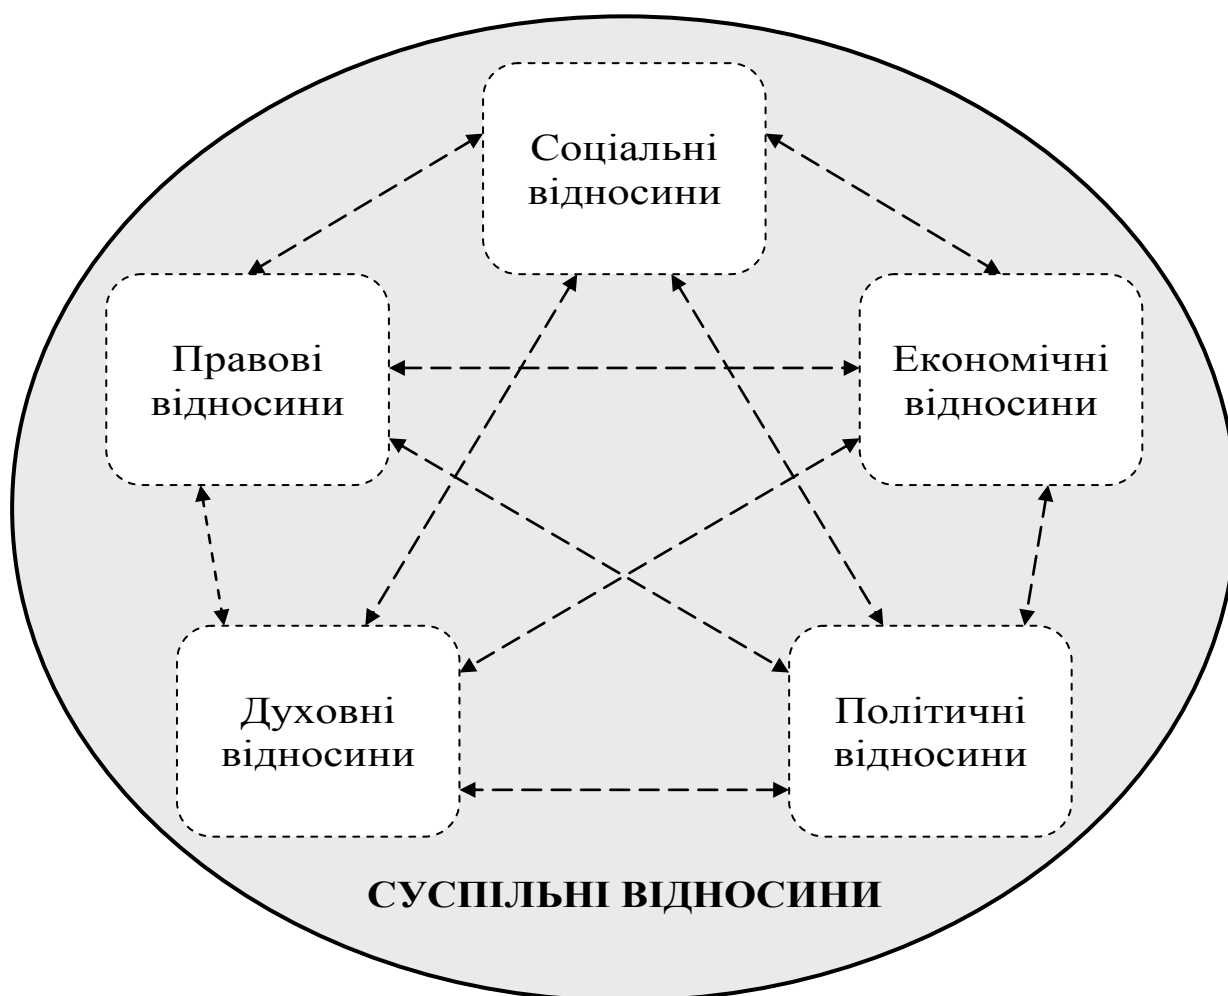 Соціальні
відносини
Правові
відносини
Економічні
відносини
Духовні
відносини
Політичні
відносини
СУСПІЛЬНІ ВІДНОСИНИ